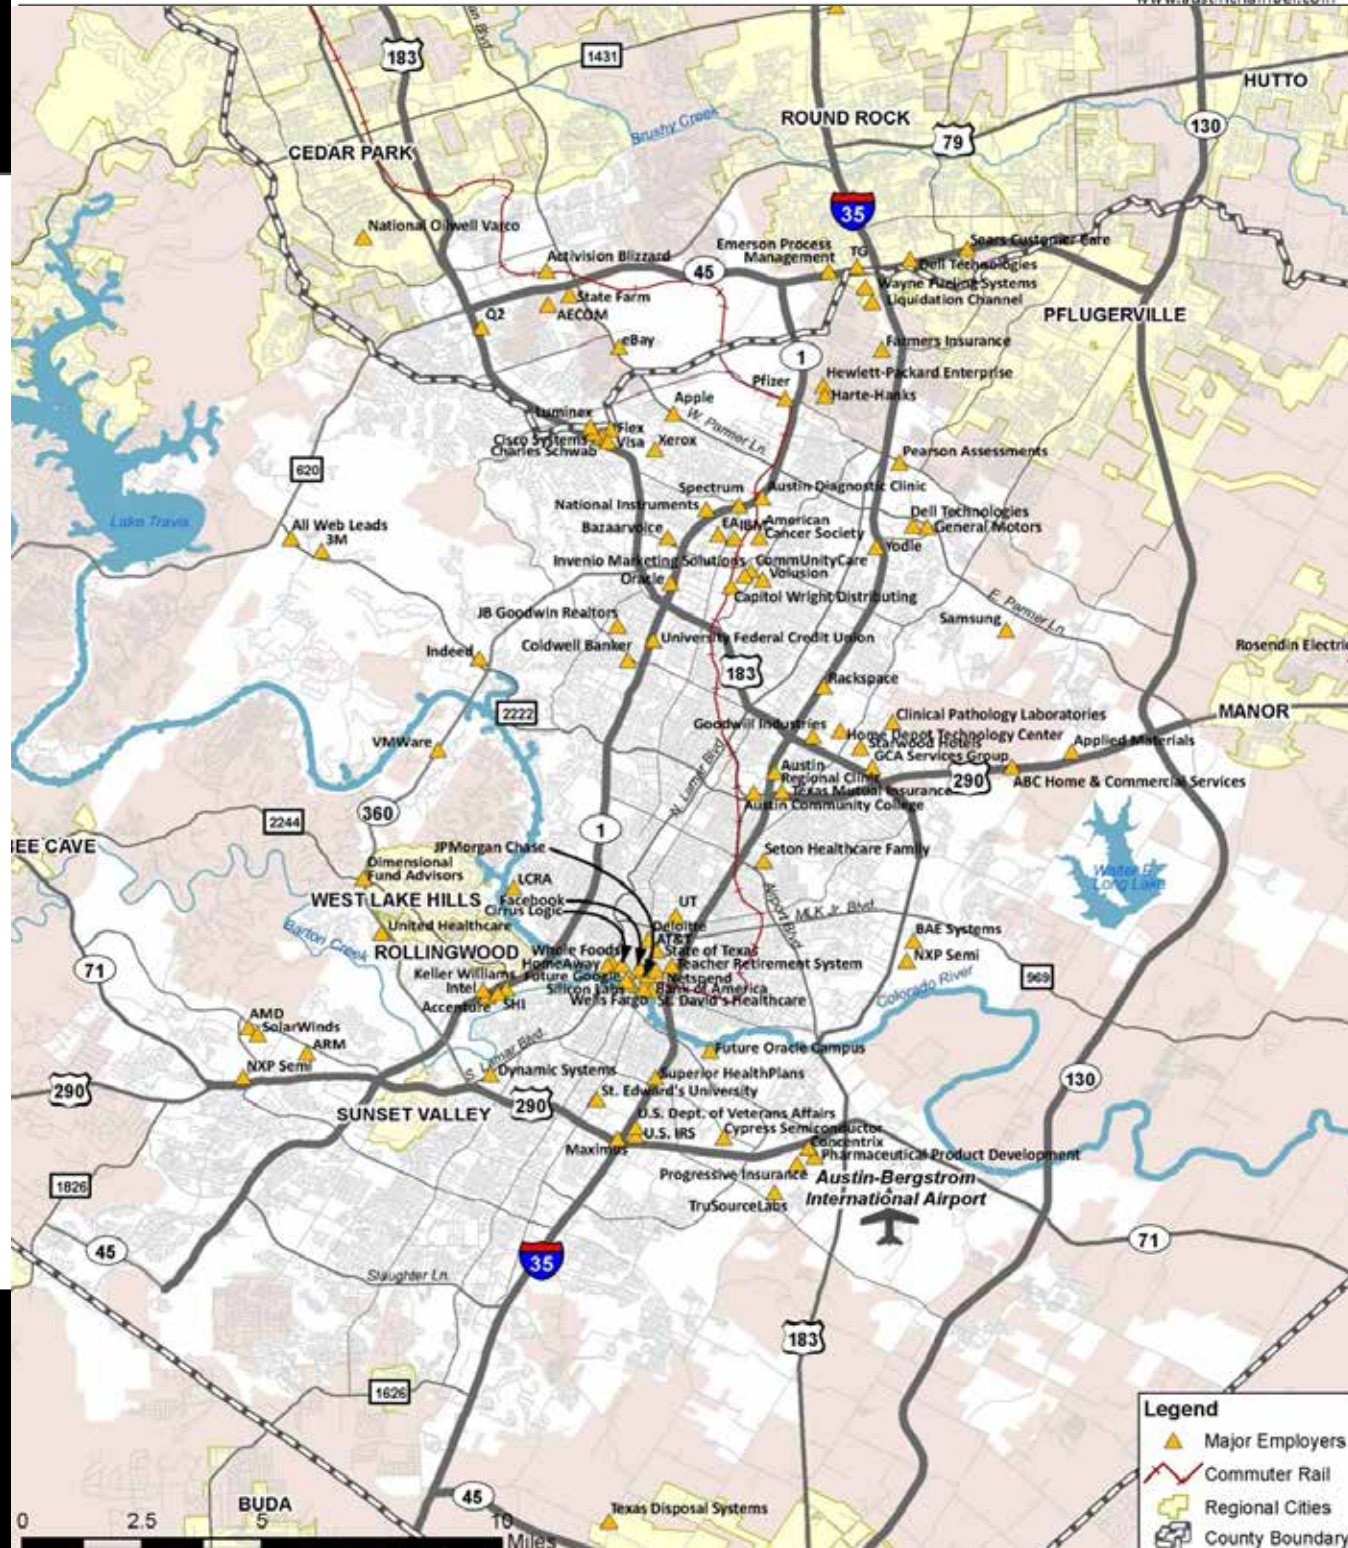 183
1431
HUTTO
ROUND ROCK
Brushy Creek
79
130
CEDAR PARK
35
National Oilwell Varco
Emerson Process
Management
TG
Sears Customer Care
Activision Blizzard
45
Dell Technologies
State Farm
Wayne Fueling Systems
AECOM
Liquidation Channel
Q2
PFLUGERVILLE
eBay
Farmers Insurance
1
Pfizer
Hewlett-Packard Enterprise
Apple
Harte-Hanks
Luminex
W. Parmer Ln.
Flex
Cisco Systems
Visa
Xerox
Charles Schwab
Pearson Assessments
620
Spectrum
Austin Diagnostic Clinic
National Instruments
Lake Travis
All Web Leads
3M
Bazaarvoice
EA
IBM
American
Cancer Society
Dell Technologies
General Motors
Yodle
Invenio Marketing Solutions
CommUnityCare
Oracle
Volusion
Capitol Wright Distributing
E. Parmer Ln.
JB Goodwin Realtors
Samsung
Coldwell Banker
University Federal Credit Union
Rosendin Electric
Indeed
183
Rackspace
2222
Clinical Pathology Laboratories
MANOR
Goodwill Industries
Home Depot Technology Center
VMWare
Starwood Hotels
Applied Materials
GCA Services Group
N. Lamar Blvd.
Austin
Regional Clinic
290
ABC Home & Commercial Services
Texas Mutual Insurance
Austin Community College
360
2244
1
BEE CAVE
JPMorgan Chase
Seton Healthcare Family
Dimensional
Fund Advisors
Walter E
Long Lake
LCRA
WEST LAKE HILLS
Facebook
Cirrus Logic
UT
Airport Blvd.
MLK Jr. Blvd.
United Healthcare
Deloitte
AT&T
BAE Systems
Barton Creek
ROLLINGWOOD
Whole Foods
State of Texas
HomeAway
Teacher Retirement System
NXP Semi
71
Keller Williams
Future Google
Netspend
969
Intel
Silicon Labs
Bank of America
Colorado River
Accenture
SHI
Wells Fargo
St. David's Healthcare
AMD
SolarWinds
ARM
S. Lamar Blvd.
Future Oracle Campus
NXP Semi
Dynamic Systems
Superior HealthPlans
290
130
St. Edward's University
SUNSET VALLEY
290
U.S. Dept. of Veterans Affairs
U.S. IRS
Cypress Semiconductor
Maximus
Concentrix
Pharmaceutical Product Development
Progressive Insurance
1826
Austin-Bergstrom
International Airport
TruSourceLabs
45
71
35
Slaughter Ln.
183
1626
Legend
Major Employers
Commuter Rail
Regional Cities
County Boundary
45
BUDA
Texas Disposal Systems
0
2.5
5
10
Miles